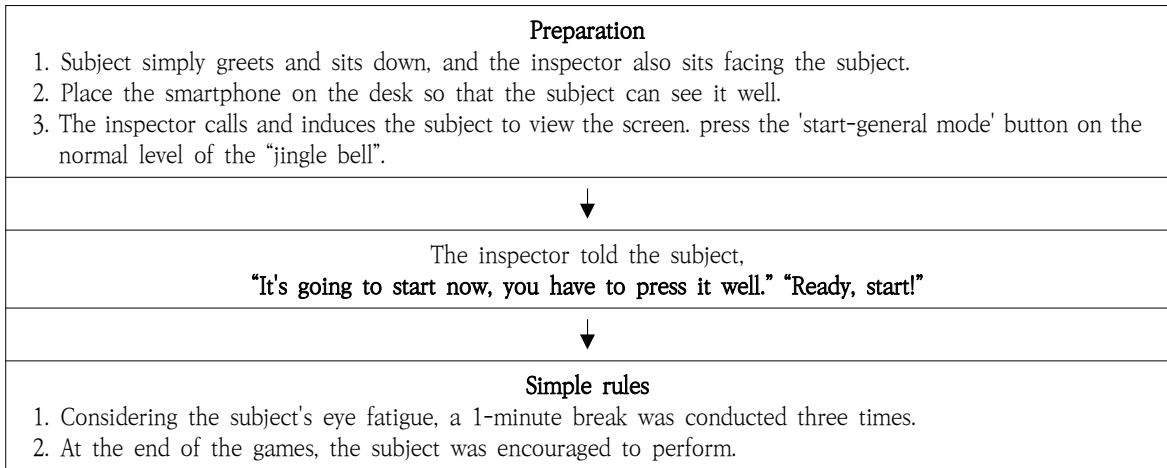 Preparation
1. Subject simply greets and sits down, and the inspector also sits facing the subject.
2. Place the smartphone on the desk so that the subject can see it well.
3. The inspector calls and induces the subject to view the screen. press the 'start-general mode' button on the
normal level of the “jingle bell”.
The inspector told the subject,
“It's going to start now, you have to press it well.” “Ready, start!”
Simple rules
1. Considering the subject's eye fatigue, a 1-minute break was conducted three times.
2. At the end of the games, the subject was encouraged to perform.